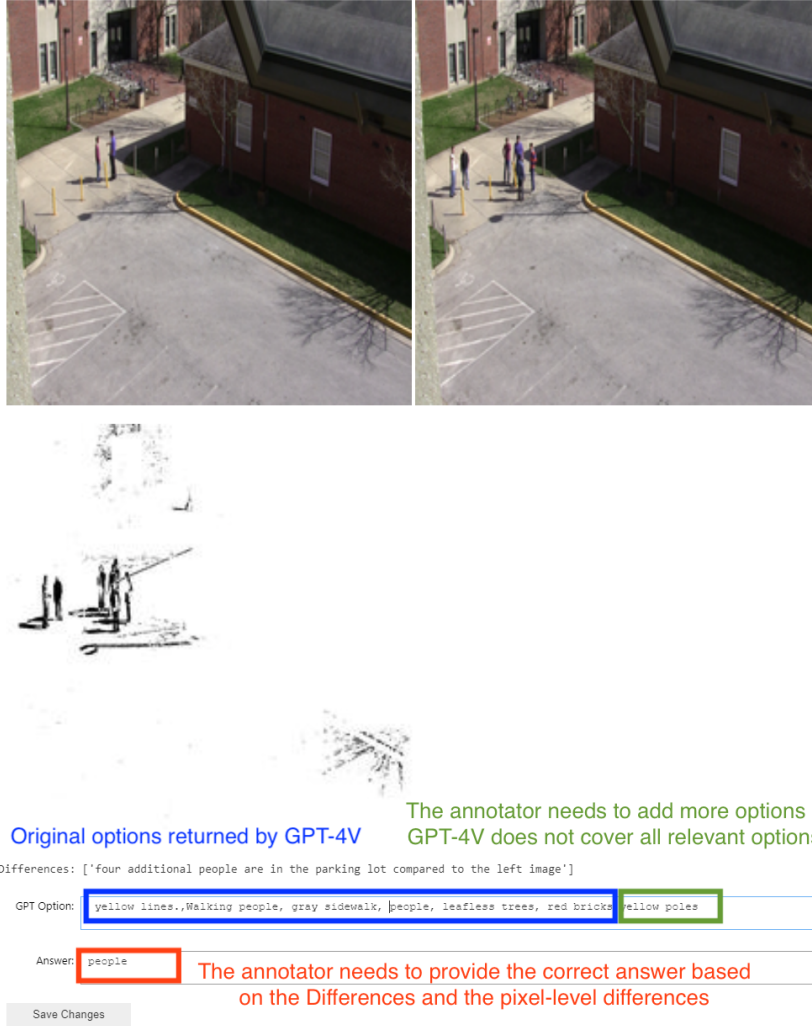 Original options returned by GPT-4V
The annotator needs to add more options
GPT-4V does not cover all relevant options
Differences: ['four additional people are in the parking lot compared to the left image']
GPT Option: yellow lines.,Walking people, gray sidewalk, people, leafless trees, red bricks yellow poles
Answer: people
The annotator needs to provide the correct answer based
on the Differences and the pixel-level differences
Save Changes